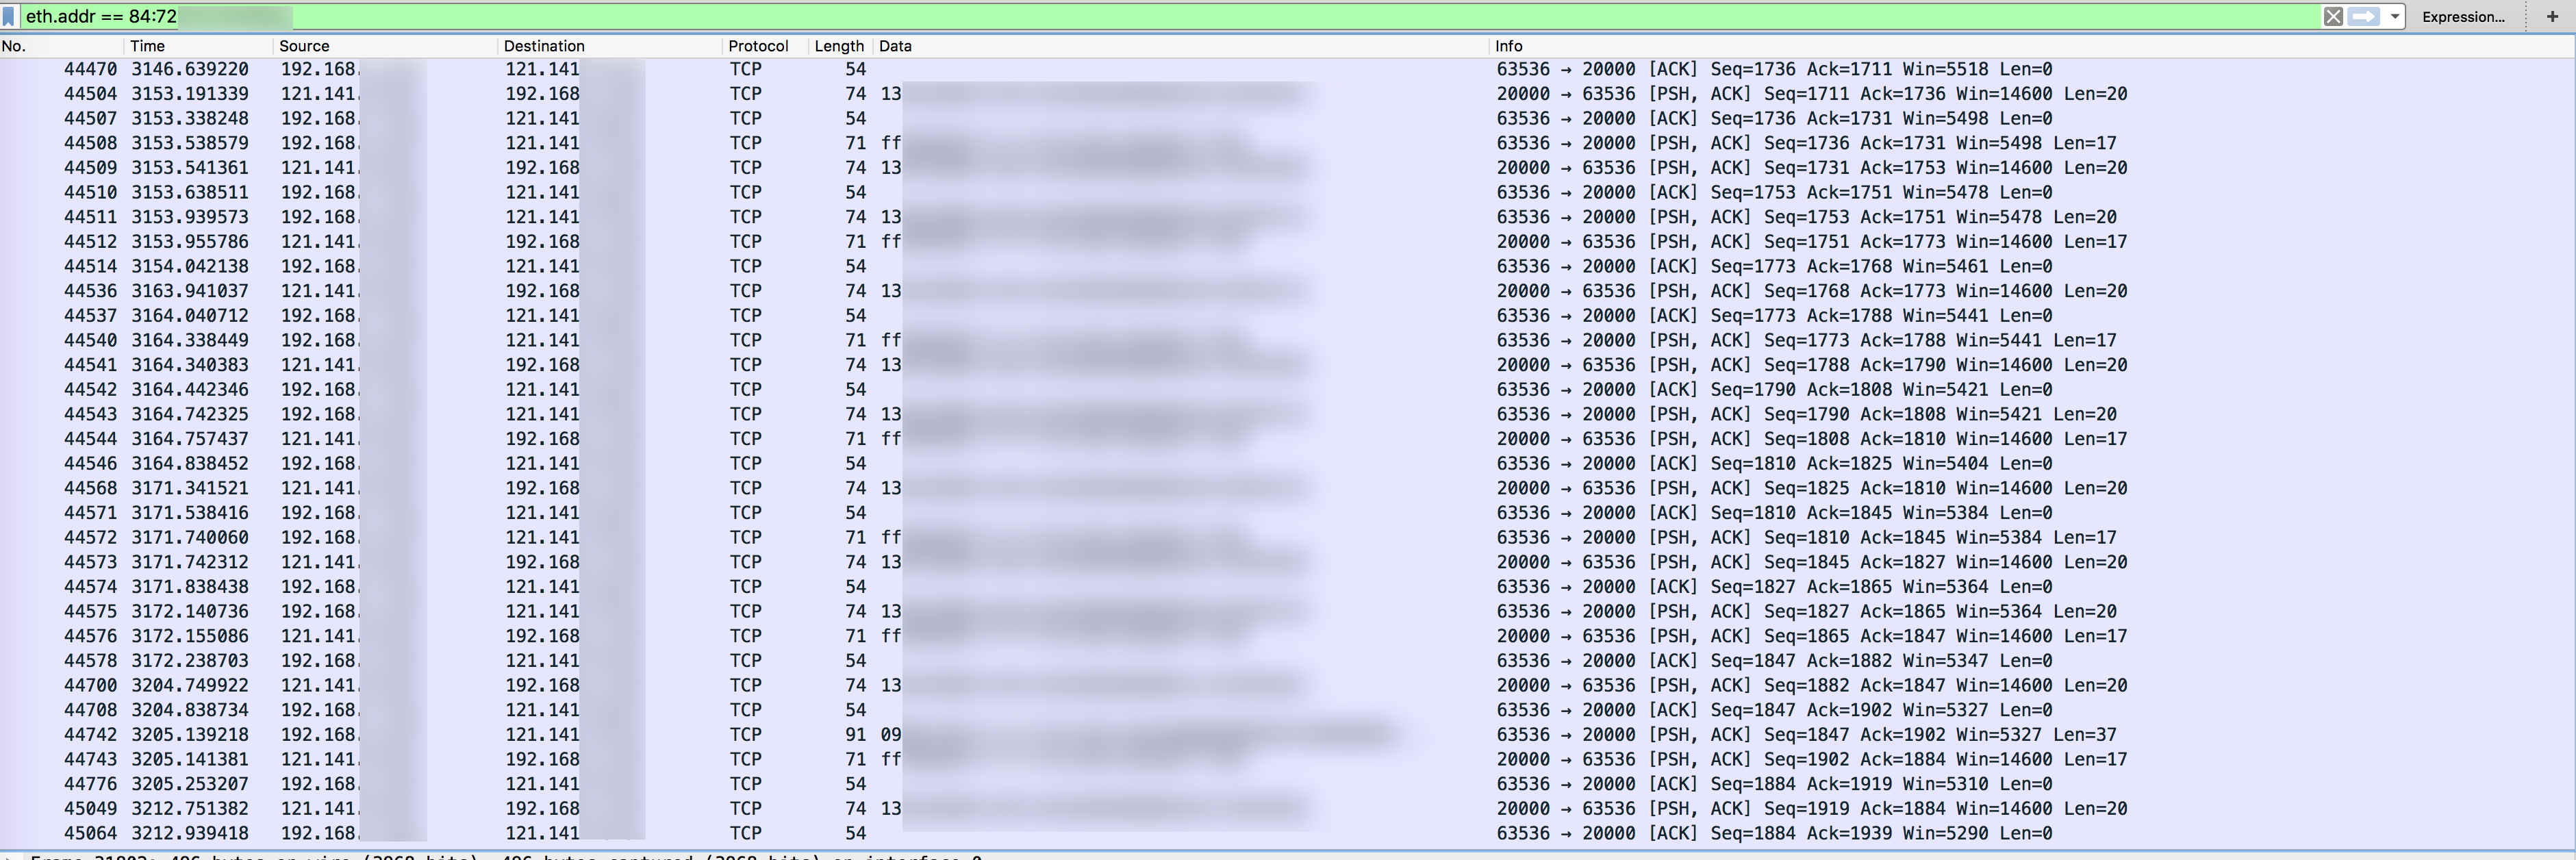 eth.addr == 84:72 Expression... +
No. Time Source Destination Protocol Length Data Info
44470 3146.639220 192.168. 121.141 TCP 54 63536 → 20000 [ACK] Seq=1736 Ack=1711 Win=5518 Len=0
44504 3153.191339 121.141. 192.168 TCP 74 13 20000 → 63536 [PSH, ACK] Seq=1711 Ack=1736 Win=14600 Len=20
44507 3153.338248 192.168. 121.141 TCP 54 63536 → 20000 [ACK] Seq=1736 Ack=1731 Win=5498 Len=0
44508 3153.538579 192.168. 121.141 TCP 71 ff 63536 → 20000 [PSH, ACK] Seq=1736 Ack=1731 Win=5498 Len=17
44509 3153.541361 121.141. 192.168 TCP 74 13 20000 → 63536 [PSH, ACK] Seq=1731 Ack=1753 Win=14600 Len=20
44510 3153.638511 192.168. 121.141 TCP 54 63536 → 20000 [ACK] Seq=1753 Ack=1751 Win=5478 Len=0
44511 3153.939573 192.168. 121.141 TCP 74 13 63536 → 20000 [PSH, ACK] Seq=1753 Ack=1751 Win=5478 Len=20
44512 3153.955786 121.141. 192.168 TCP 71 ff 20000 → 63536 [PSH, ACK] Seq=1751 Ack=1773 Win=14600 Len=17
44514 3154.042138 192.168. 121.141 TCP 54 63536 → 20000 [ACK] Seq=1773 Ack=1768 Win=5461 Len=0
44536 3163.941037 121.141. 192.168 TCP 74 13 20000 → 63536 [PSH, ACK] Seq=1768 Ack=1773 Win=14600 Len=20
44537 3164.040712 192.168. 121.141 TCP 54 63536 → 20000 [ACK] Seq=1773 Ack=1788 Win=5441 Len=0
44540 3164.338449 192.168. 121.141 TCP 71 ff 63536 → 20000 [PSH, ACK] Seq=1773 Ack=1788 Win=5441 Len=17
44541 3164.340383 121.141. 192.168 TCP 74 13 20000 → 63536 [PSH, ACK] Seq=1788 Ack=1790 Win=14600 Len=20
44542 3164.442346 192.168. 121.141 TCP 54 63536 → 20000 [ACK] Seq=1790 Ack=1808 Win=5421 Len=0
44543 3164.742325 192.168. 121.141 TCP 74 13 63536 → 20000 [PSH, ACK] Seq=1790 Ack=1808 Win=5421 Len=20
44544 3164.757437 121.141. 192.168 TCP 71 ff 20000 → 63536 [PSH, ACK] Seq=1808 Ack=1810 Win=14600 Len=17
44546 3164.838452 192.168. 121.141 TCP 54 63536 → 20000 [ACK] Seq=1810 Ack=1825 Win=5404 Len=0
44568 3171.341521 121.141. 192.168 TCP 74 13 20000 → 63536 [PSH, ACK] Seq=1825 Ack=1810 Win=14600 Len=20
44571 3171.538416 192.168. 121.141 TCP 54 63536 → 20000 [ACK] Seq=1810 Ack=1845 Win=5384 Len=0
44572 3171.740060 192.168. 121.141 TCP 71 ff 63536 → 20000 [PSH, ACK] Seq=1810 Ack=1845 Win=5384 Len=17
44573 3171.742312 121.141. 192.168 TCP 74 13 20000 → 63536 [PSH, ACK] Seq=1845 Ack=1827 Win=14600 Len=20
44574 3171.838438 192.168. 121.141 TCP 54 63536 → 20000 [ACK] Seq=1827 Ack=1865 Win=5364 Len=0
44575 3172.140736 192.168. 121.141 TCP 74 13 63536 → 20000 [PSH, ACK] Seq=1827 Ack=1865 Win=5364 Len=20
44576 3172.155086 121.141. 192.168 TCP 71 ff 20000 → 63536 [PSH, ACK] Seq=1865 Ack=1847 Win=14600 Len=17
44578 3172.238703 192.168. 121.141 TCP 54 63536 → 20000 [ACK] Seq=1847 Ack=1882 Win=5347 Len=0
44700 3204.749922 121.141. 192.168 TCP 74 13 20000 → 63536 [PSH, ACK] Seq=1882 Ack=1847 Win=14600 Len=20
44708 3204.838734 192.168. 121.141 TCP 54 63536 → 20000 [ACK] Seq=1847 Ack=1902 Win=5327 Len=0
44742 3205.139218 192.168. 121.141 TCP 91 09 63536 → 20000 [PSH, ACK] Seq=1847 Ack=1902 Win=5327 Len=37
44743 3205.141381 121.141. 192.168 TCP 71 ff 20000 → 63536 [PSH, ACK] Seq=1902 Ack=1884 Win=14600 Len=17
44776 3205.253207 192.168. 121.141 TCP 54 63536 → 20000 [ACK] Seq=1884 Ack=1919 Win=5310 Len=0
45049 3212.751382 121.141. 192.168 TCP 74 13 20000 → 63536 [PSH, ACK] Seq=1919 Ack=1884 Win=14600 Len=20
45064 3212.939418 192.168. 121.141 TCP 54 63536 → 20000 [ACK] Seq=1884 Ack=1939 Win=5290 Len=0